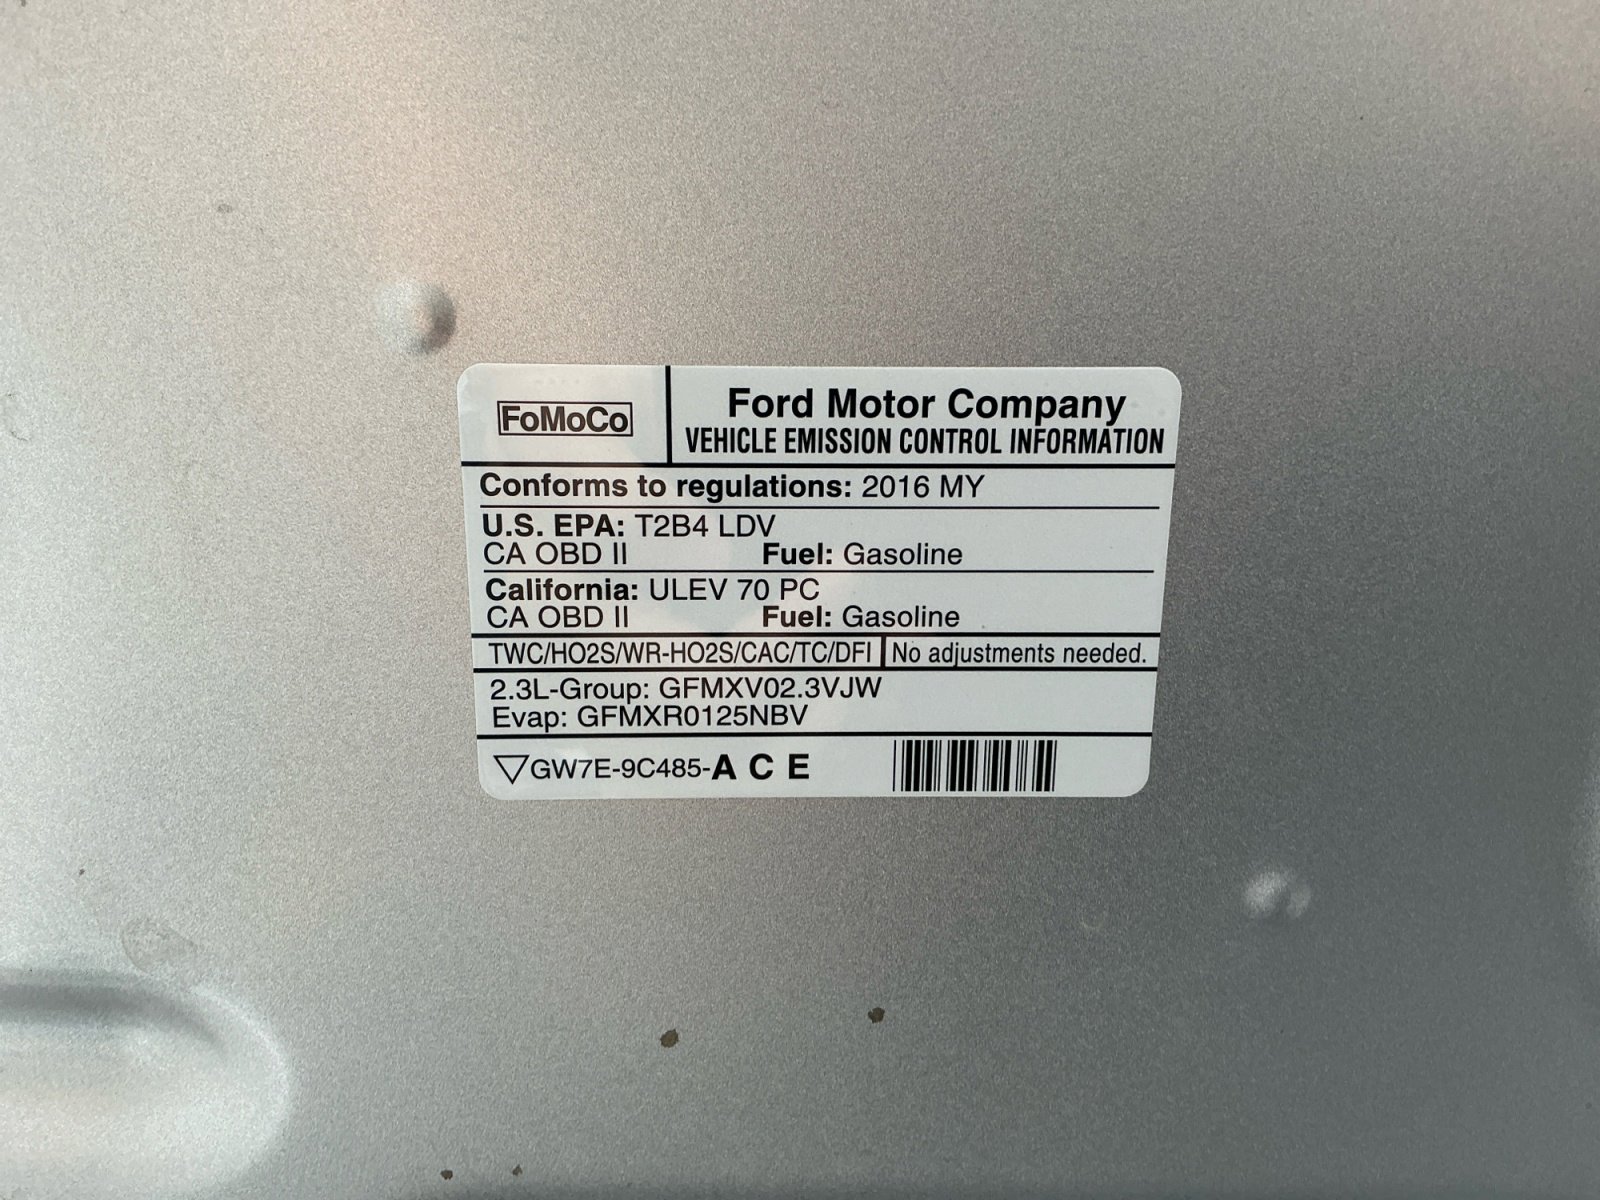 FoMoCo
Ford Motor Company
VEHICLE EMISSION CONTROL INFORMATION
Conforms to regulations: 2016 MY
U.S. EPA: T2B4 LDV
CA OBD II Fuel: Gasoline
California: ULEV 70 PC
CA OBD II Fuel: Gasoline
TWC/HO2S/WR-HO2S/CAC/TC/DFI No adjustments needed.
2.3L-Group: GFMXV02.3VJW
Evap: GFMXR0125NBV
GW7E-9C485-A C E